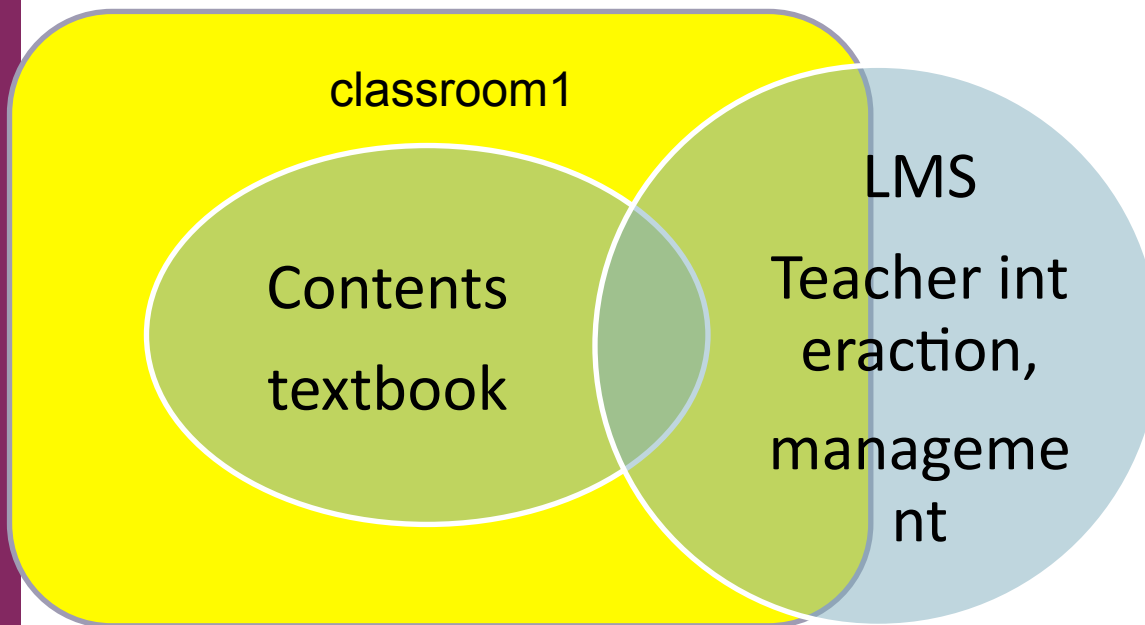 classroom1
Contents
textbook
LMS
Teacher int
eraction,
manageme
nt